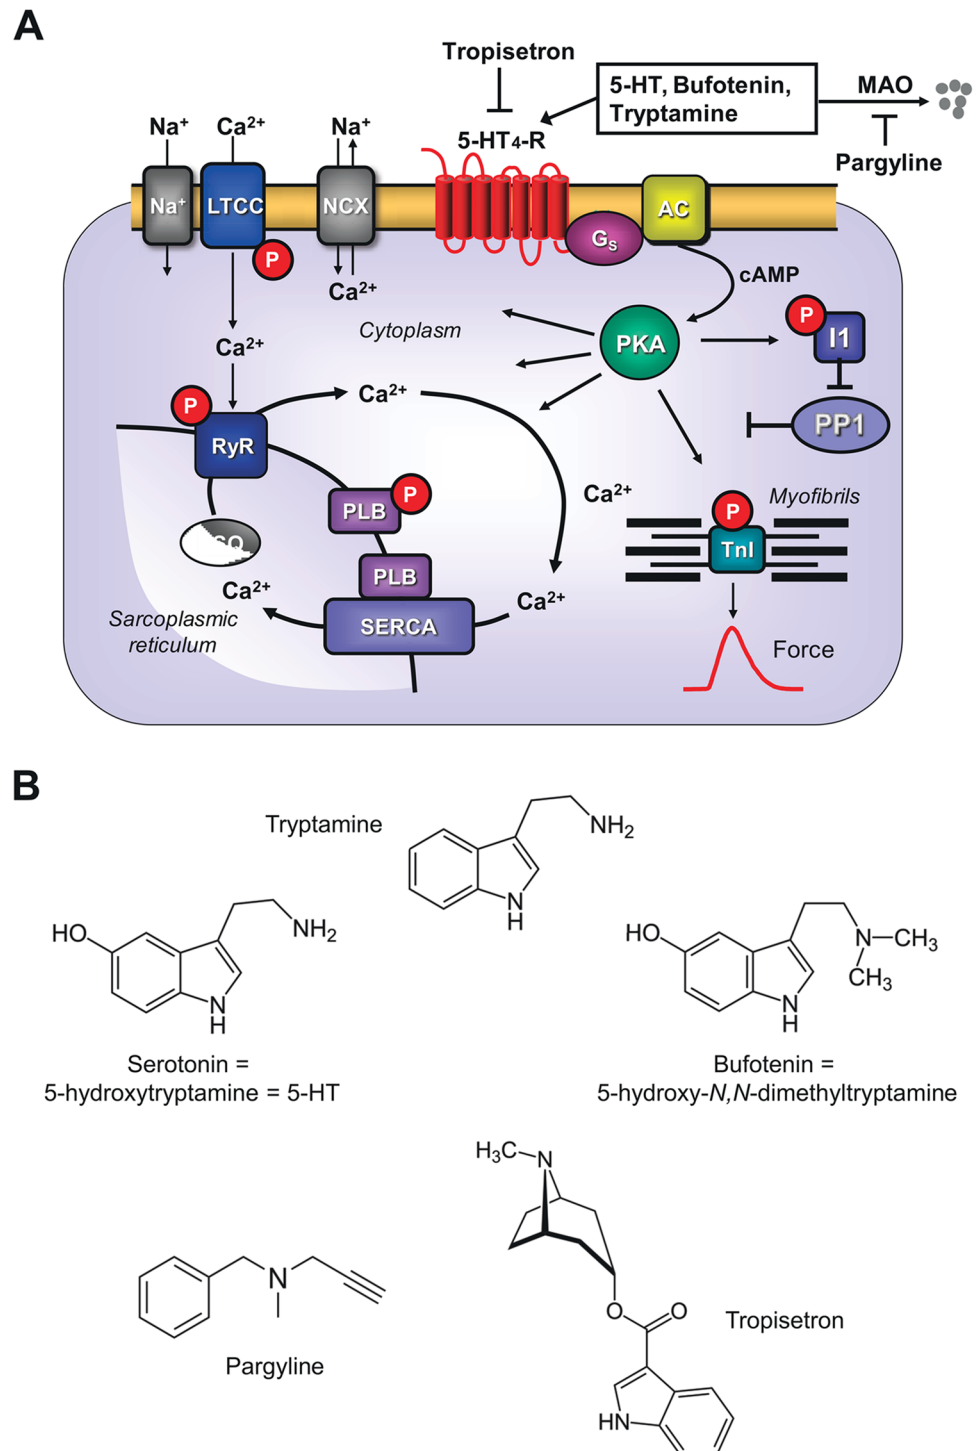 A
Tropisetron
5-HT, Bufotenin,
Tryptamine
MAO
Pargyline
Na+
Ca2+
Na+
5-HT4-R
Na+
LTCC
NCX
AC
Gs
P
Ca2+
cAMP
Cytoplasm
PKA
P
I1
Ca2+
PP1
P
Ca2+
RyR
PLB
P
Ca2+
Myofibrils
P
TnI
PLB
Ca2+
Ca2+
SERCA
Sarcoplasmic
reticulum
Force
B
Tryptamine
NH2
N
H
HO
NH2
N
H
HO
N
CH3
CH3
N
H
Serotonin =
5-hydroxytryptamine = 5-HT
Bufotenin =
5-hydroxy-N,N-dimethyltryptamine
H3C
N
N
O
O
Tropisetron
Pargyline
HN